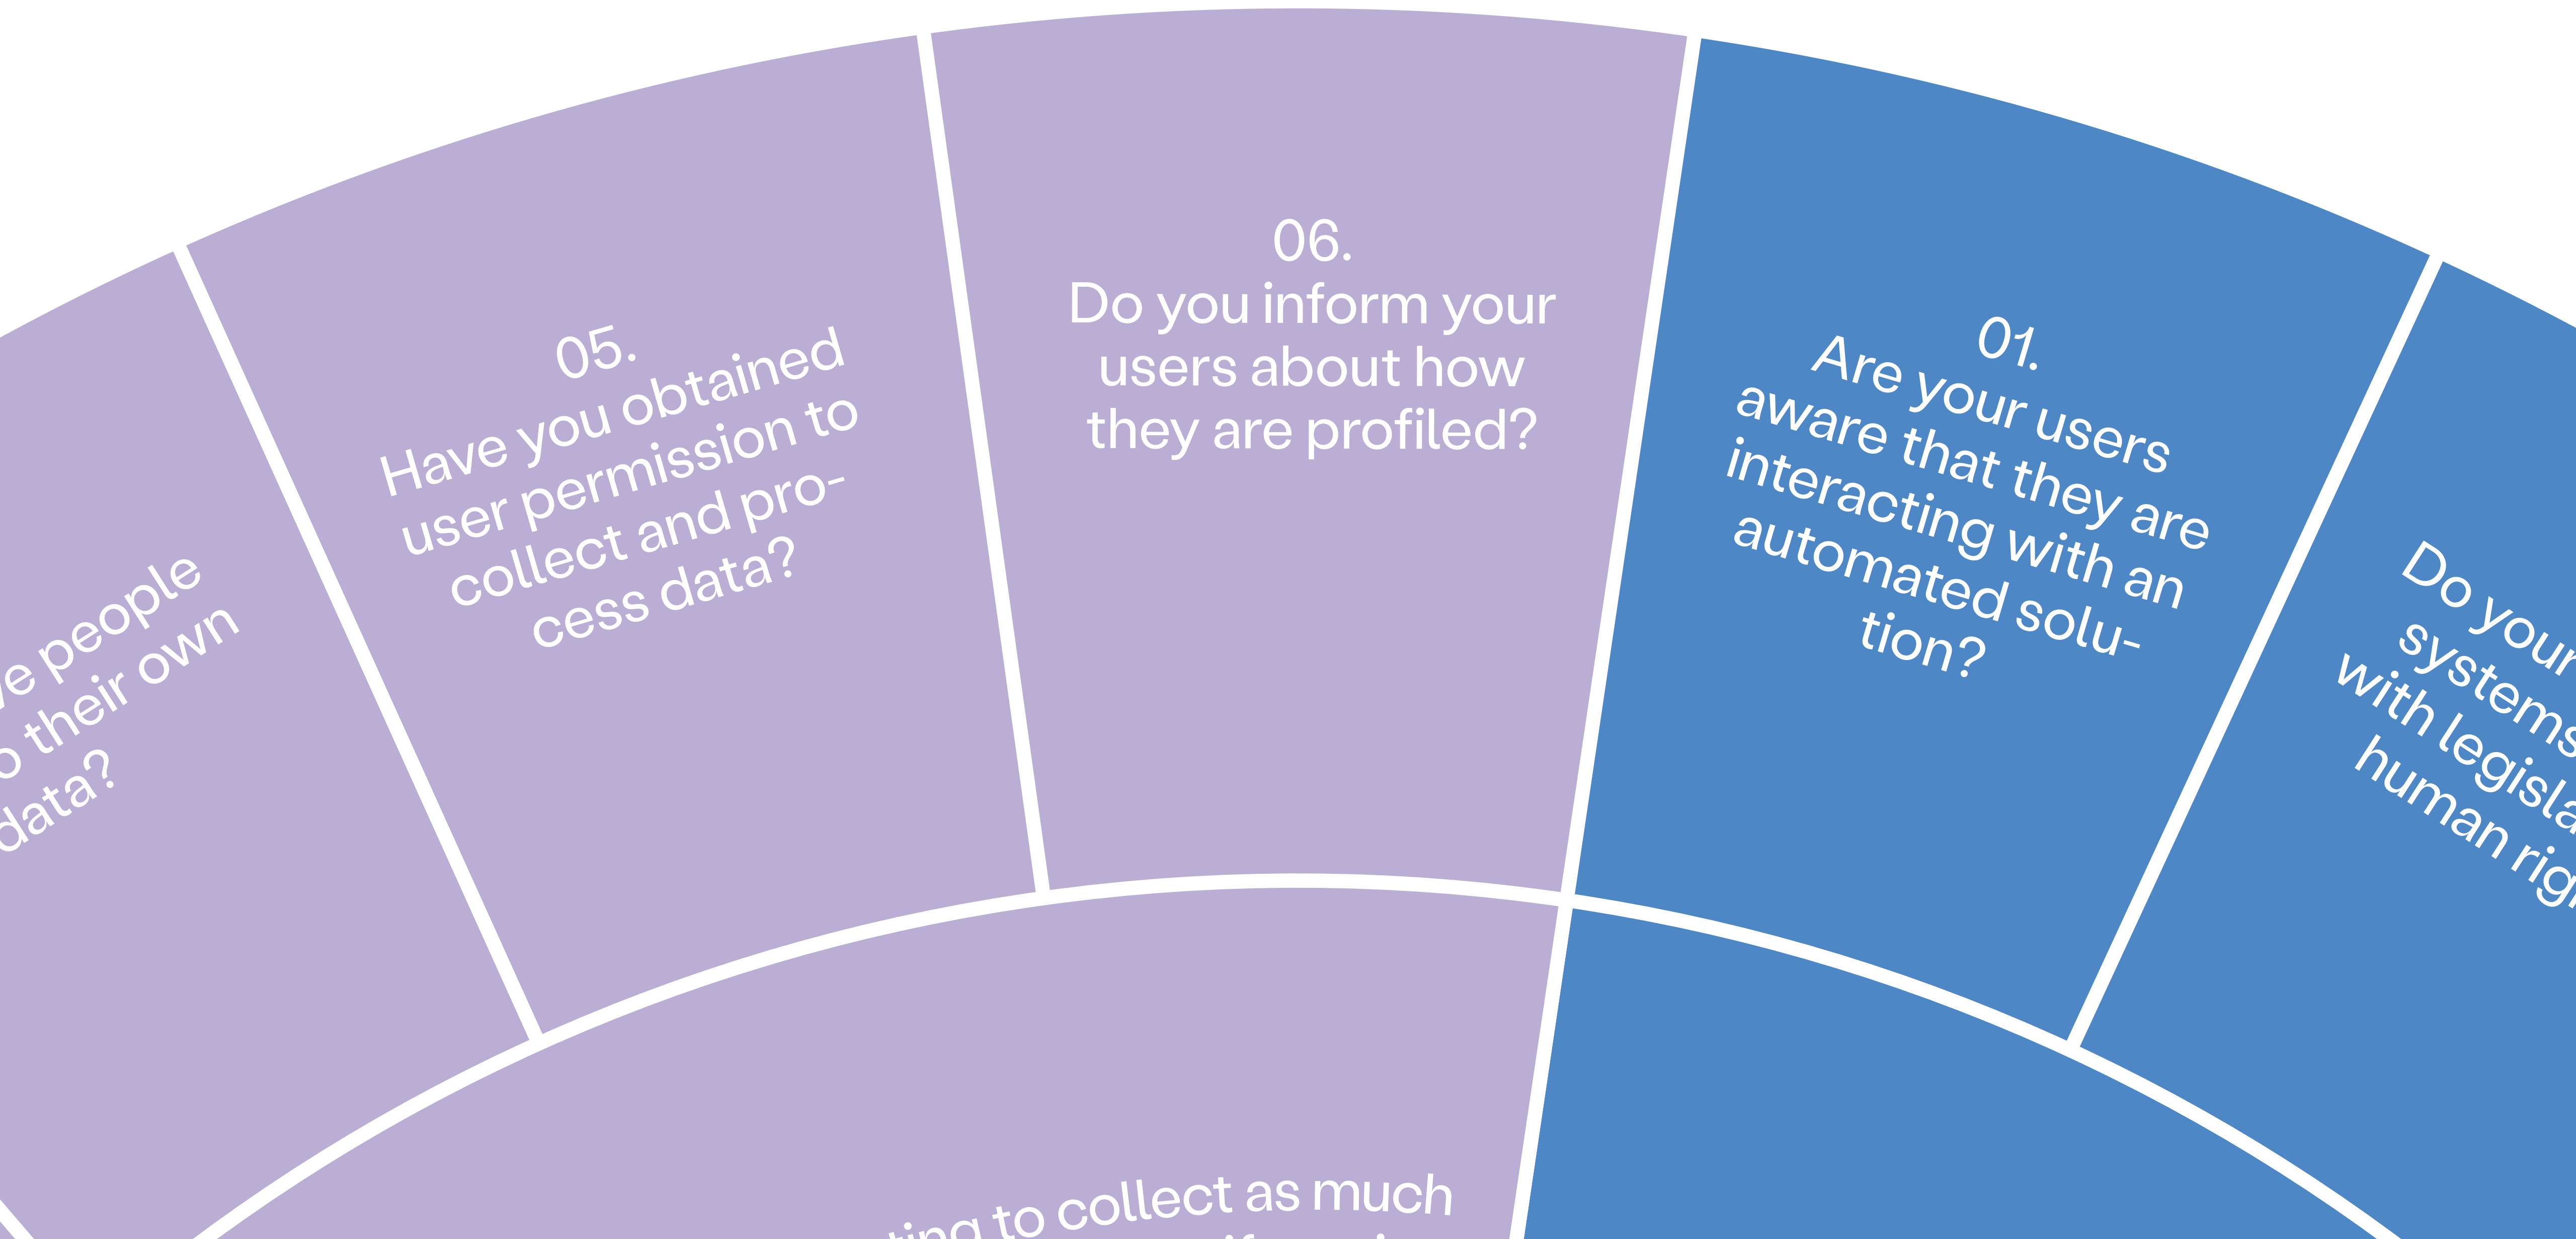 people
their own
data?
05.
Have you obtained
user permission to
collect and pro-
cess data?
06.
Do you inform your
users about how
they are profiled?
01.
Are your users
aware that they are
interacting with an
automated solu-
tion?
Do your
systems
with
human
to collect as much